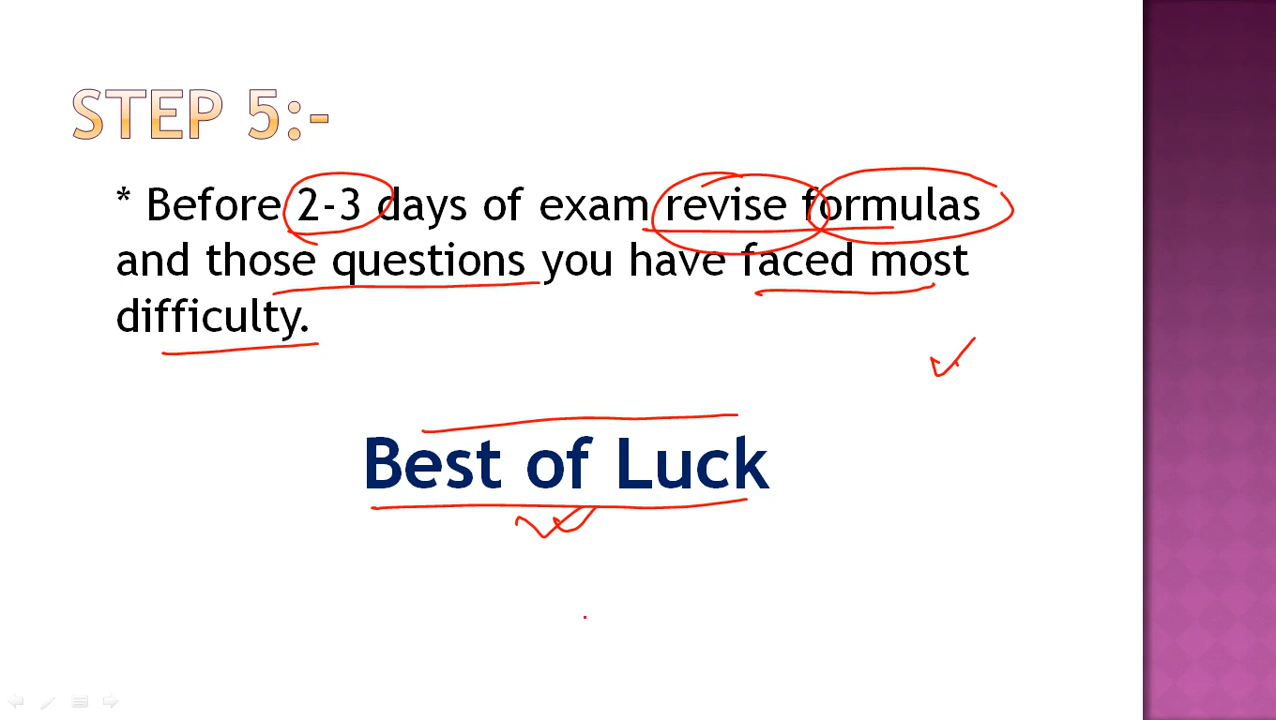 STEP 5:-
* Before 2-3 days of exam revise formulas
and those questions you have faced most
difficulty.
Best of Luck